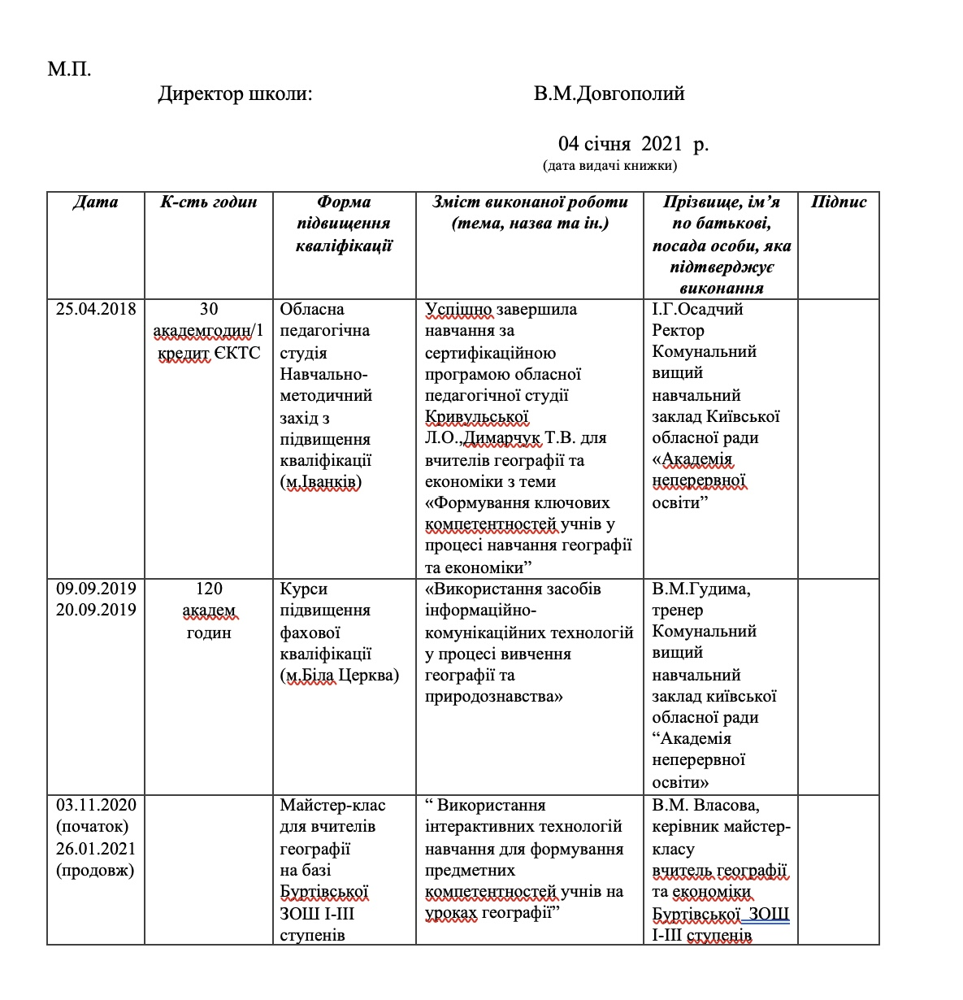 М.П.
Директор школи: В.М.Довгополий
04 січня 2021 р.
(дата видачі книжки)
Дата
К-сть годин
Форма
підвищення
кваліфікації
Зміст виконаної роботи
(тема, назва та ін.)
Прізвище, ім’я
по батькові,
посада особи, яка
підтверджує
виконання
Підпис
25.04.2018
30
академгодин/1
кредит ЄКТС
Обласна
педагогічна
студія
Навчально-
методичний
захід з
підвищення
кваліфікації
(м.Іванків)
Успішно завершила
навчання за
сертифікаційною
програмою обласної
педагогічної студії
Кривульської
Л.О.,Димарчук Т.В. для
вчителів географії та
економіки з теми
«Формування ключових
компетентностей учнів у
процесі навчання географії
та економіки”
І.Г.Осадчий
Ректор
Комунальний
вищий
навчальний
заклад Київської
обласної ради
«Академія
неперервної
освіти”
09.09.2019
20.09.2019
120
академ
годин
Курси
підвищення
фахової
кваліфікації
(м.Біла Церква)
«Використання засобів
інформаційно-
комунікаційних технологій
у процесі вивчення
географії та
природознавства»
В.М.Гудима,
тренер
Комунальний
вищий
навчальний
заклад київської
обласної ради
“Академія
неперервної
освіти»
03.11.2020
(початок)
26.01.2021
(продовж)
Майстер-клас
для вчителів
географії
на базі
Буртівської
ЗОШ І-ІІІ
ступенів
“ Використання
інтерактивних технологій
навчання для формування
предметних
компетентностей учнів на
уроках географії”
В.М. Власова,
керівник майстер-
класу
вчитель географії
та економіки
Буртівської ЗОШ
І-ІІІ ступенів